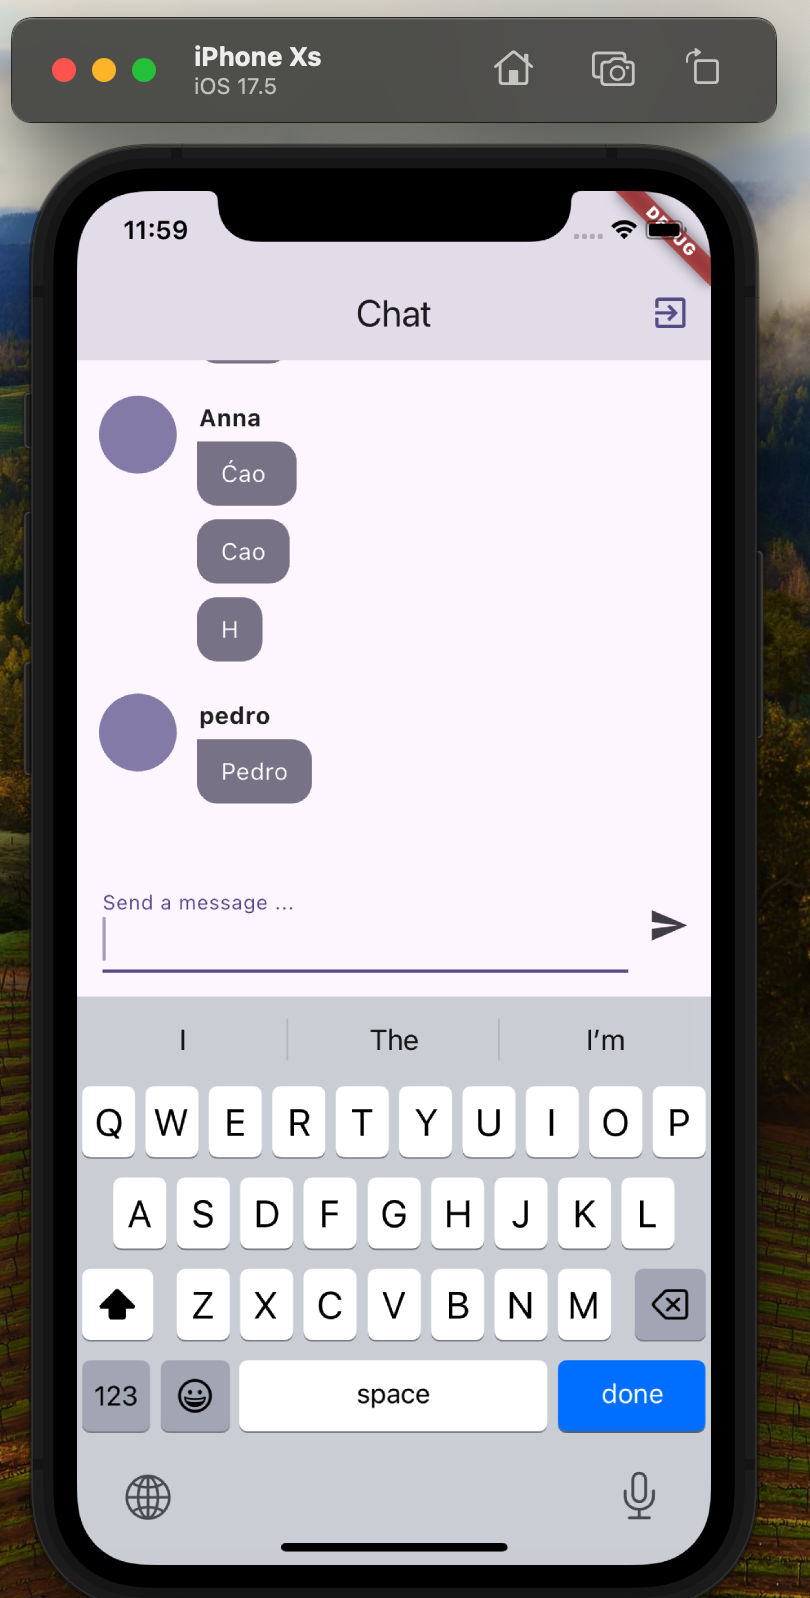 iPhone Xs
iOS 17.5
11:59
DEBUG
Chat
Anna
Ćao
Cao
H
pedro
Pedro
Send a message ...
I The I’m
Q W E R T Y U I O P
A S D F G H J K L
Z X C V B N M
123 space done